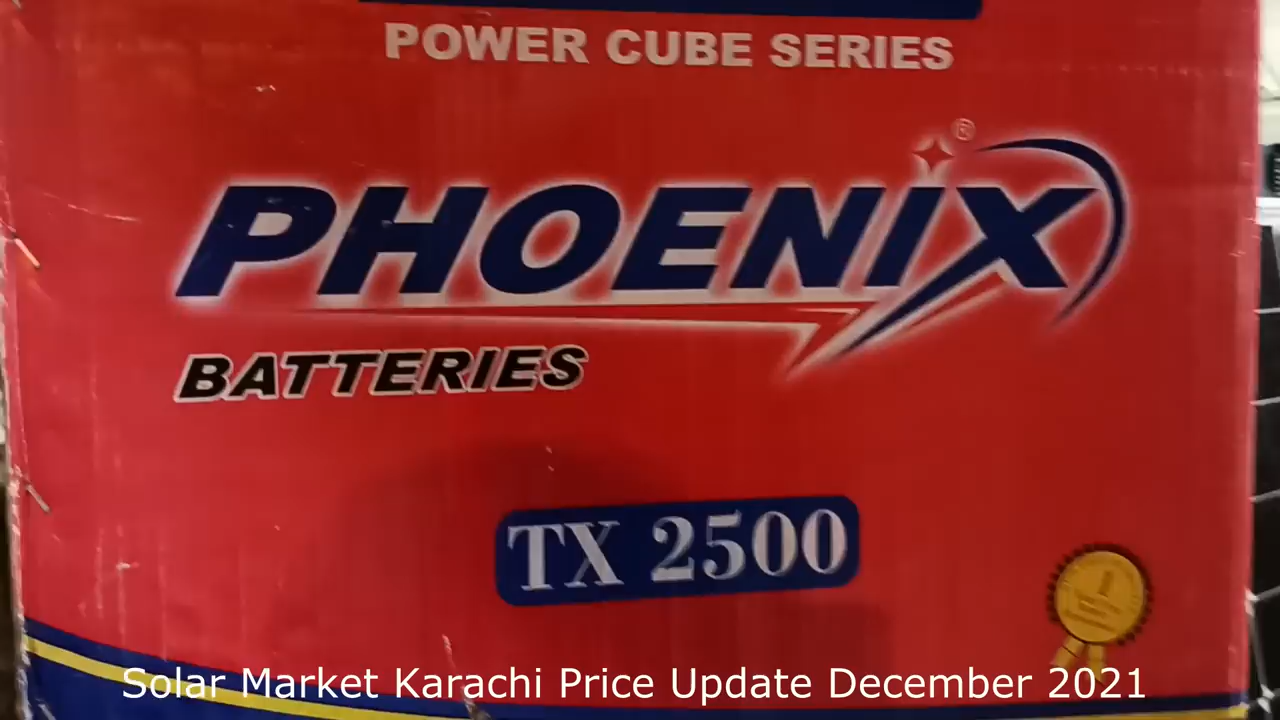 POWER CUBE SERIES
PHOENIX®
BATTERIES
TX 2500
Solar Market Karachi Price Update December 2021